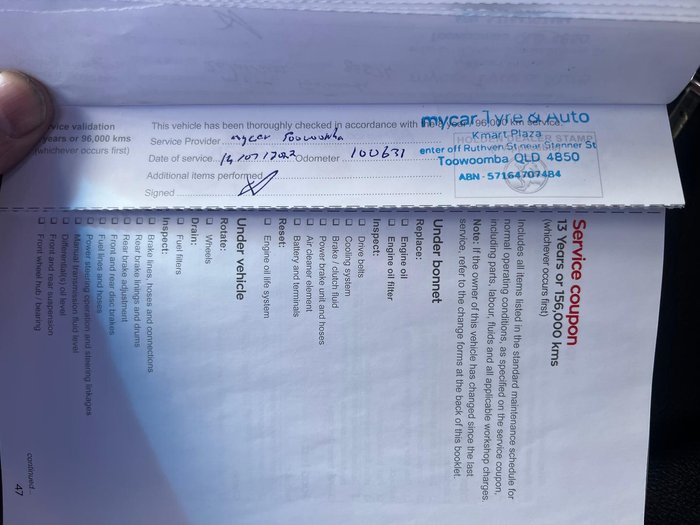 Service validation
years or 96,000 kms
(whichever occurs first)
This vehicle has been thoroughly checked in accordance with the year / 96,000 km service.
Service Provider mycar Toowoomba
Date of service Odometer 100631
Additional items performed
Signed
HOLDEN DEALER STAMP
mycar Tyre & Auto
Kmart Plaza
enter off Ruthven St near Stenner St
Toowoomba QLD 4850
ABN - 57164707484
Service coupon
13 Years or 156,000 kms
(whichever occurs first)
Includes all items listed in the standard maintenance schedule for
normal operating conditions, as specified on the service coupon,
including parts, labour, fluids and all applicable workshop charges.
Note: If the owner of this vehicle has changed since the last
service, refer to the change forms at the back of this booklet.
Under bonnet
Replace:
❑ Engine oil
❑ Engine oil filter
Inspect:
❑ Drive belts
❑ Cooling system
❑ Brake / clutch fluid
❑ Power brake unit and hoses
❑ Air cleaner element
❑ Battery and terminals
Reset:
❑ Engine oil life system
Under vehicle
Rotate:
❑ Wheels
Drain:
❑ Fuel filters
Inspect:
❑ Brake lines, hoses and connections
❑ Rear brake linings and drums
❑ Rear brake adjustment
❑ Front and rear disc brakes
❑ Fuel lines and hoses
❑ Power steering operation and steering linkages
❑ Manual transmission fluid level
❑ Differential(s) oil level
❑ Front and rear suspension
❑ Front wheel hub / bearing
continued...
47